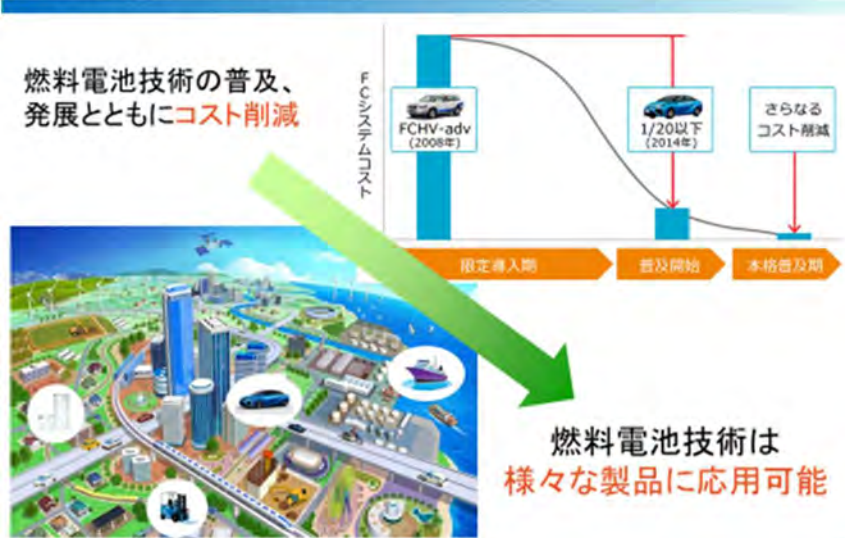 燃料電池技術の普及、
発展とともにコスト削減
FCシステムコスト
FCHV-adv
(2008年)
1/20以下
(2014年)
さらなる
コスト削減
限定導入期
普及開始
本格普及期
燃料電池技術は
様々な製品に応用可能